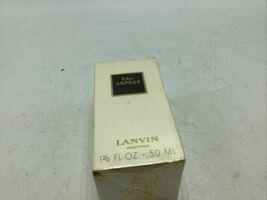 EAU
ARPEGE
LANVIN
PARFUMS
1⅔ FL OZ - 50 ML